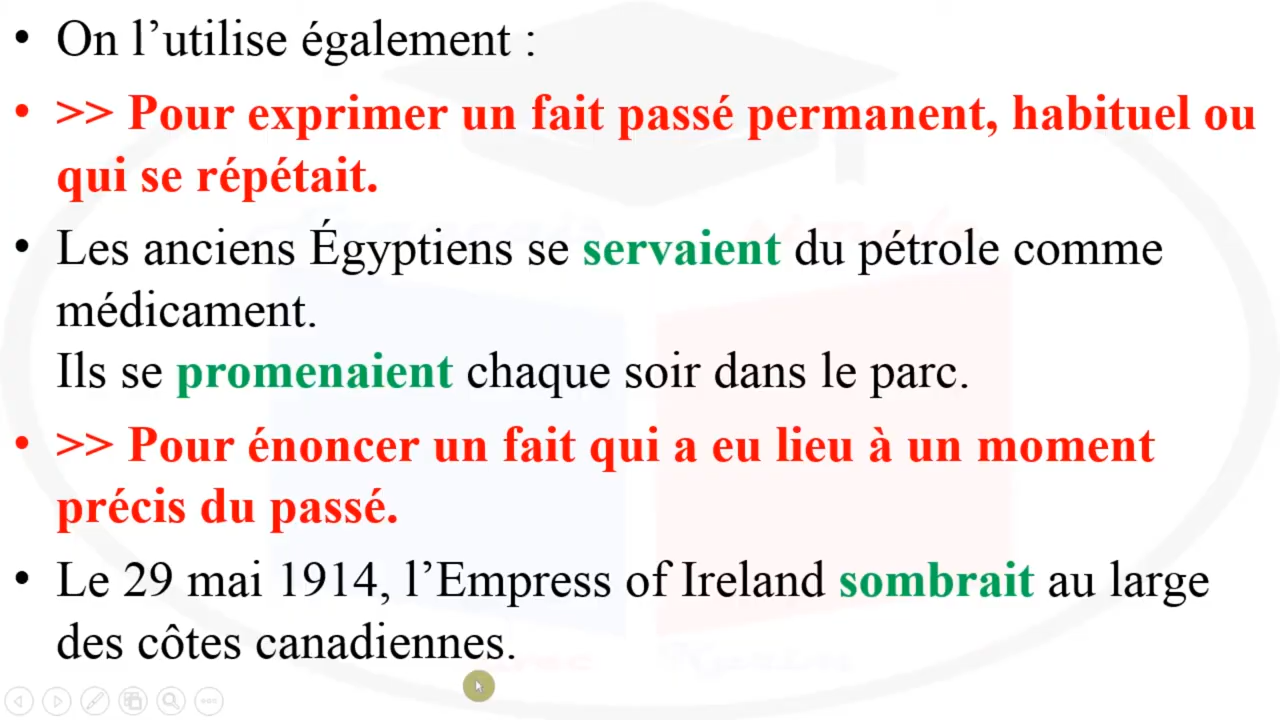 • On l’utilise également :
• >> Pour exprimer un fait passé permanent, habituel ou
qui se répétait.
• Les anciens Égyptiens se servaient du pétrole comme
médicament.
Ils se promenaient chaque soir dans le parc.
• >> Pour énoncer un fait qui a eu lieu à un moment
précis du passé.
• Le 29 mai 1914, l’Empress of Ireland sombrait au large
des côtes canadiennes.